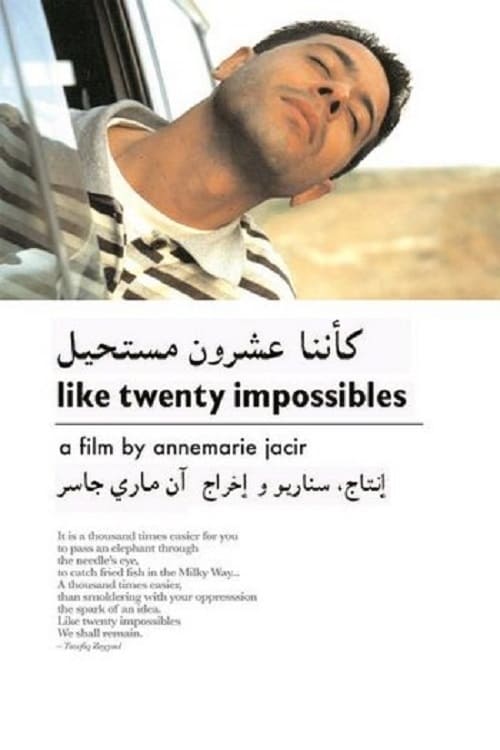 كأننا عشرون مستحيل
like twenty impossibles
a film by annemarie jacir
إنتاج، سناريو و إخراج آن ماري جاسر
It is a thousand times easier for you
to pass an elephant through
the needle's eye,
to catch fried fish in the Milky Way...
A thousand times easier,
than smoldering with your oppresssion
the spark of an idea.
Like twenty impossibles
We shall remain.
– Tawfiq Zayyad